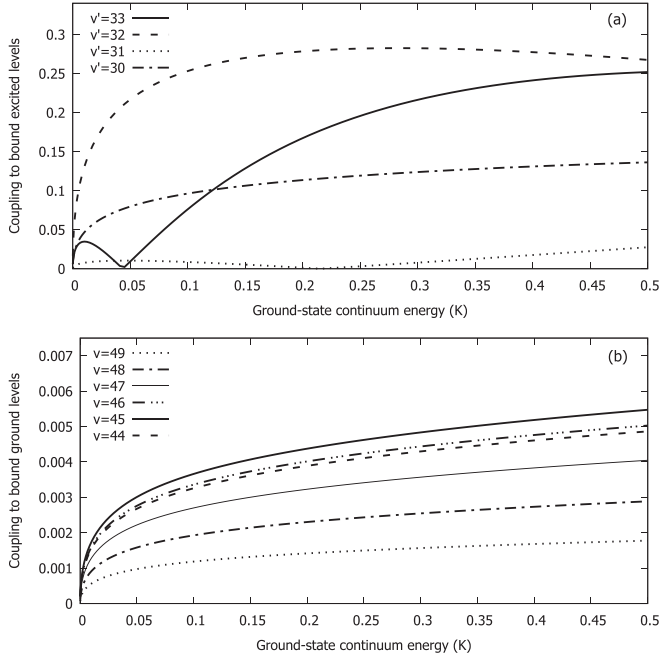 (a)
v'=33
v'=32
v'=31
v'=30
Coupling to bound excited levels
0.3
0.25
0.2
0.15
0.1
0.05
0
0 0.05 0.1 0.15 0.2 0.25 0.3 0.35 0.4 0.45 0.5
Ground-state continuum energy (K)
(b)
v=49
v=48
v=47
v=46
v=45
v=44
Coupling to bound ground levels
0.007
0.006
0.005
0.004
0.003
0.002
0.001
0
0 0.05 0.1 0.15 0.2 0.25 0.3 0.35 0.4 0.45 0.5
Ground-state continuum energy (K)